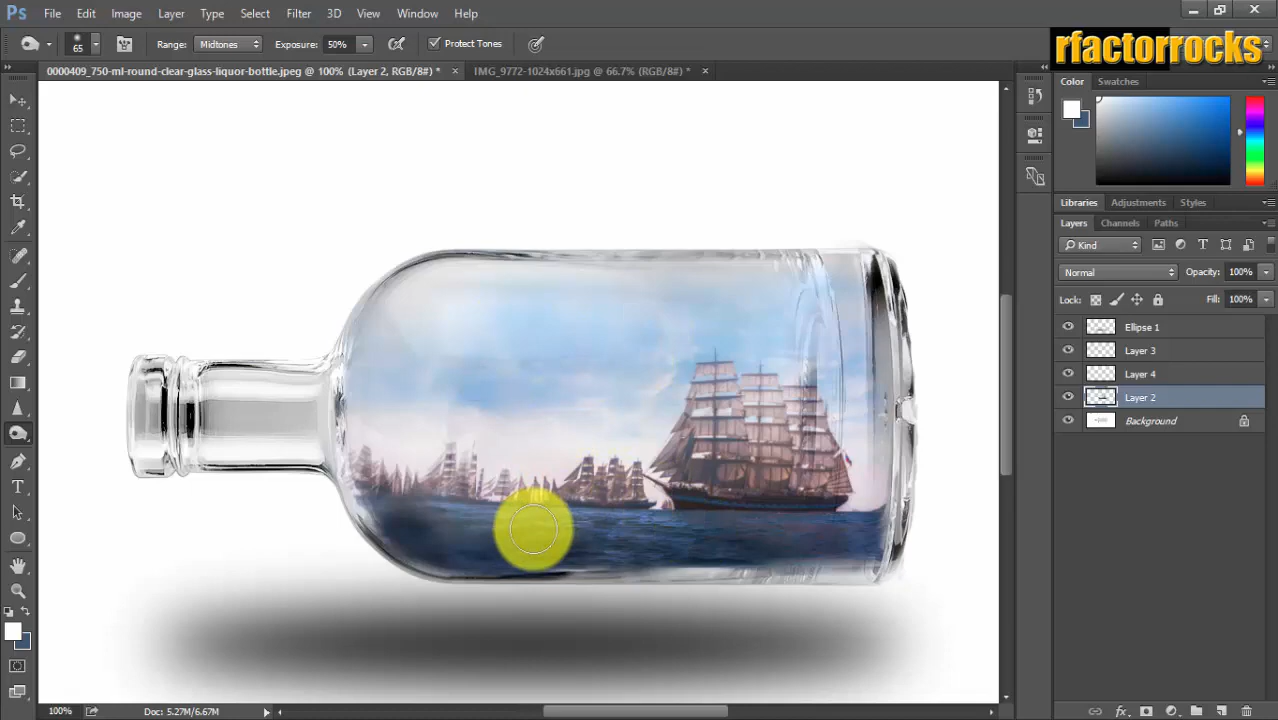 Ps File Edit Image Layer Type Select Filter 3D View Window Help
65 Range: Midtones Exposure: 50% Protect Tones
rfactorrocks
0000409_750-ml-round-clear-glass-liquor-bottle.jpeg @ 100% (Layer 2, RGB/8#) * × IMG_9772-1024x661.jpg @ 66.7% (RGB/8#) * ×
Color Swatches
Libraries Adjustments Styles
Layers Channels Paths
Kind
Normal Opacity: 100%
Lock: Fill: 100%
Ellipse 1
Layer 3
Layer 4
Layer 2
Background
100% Doc: 5.27M/6.67M